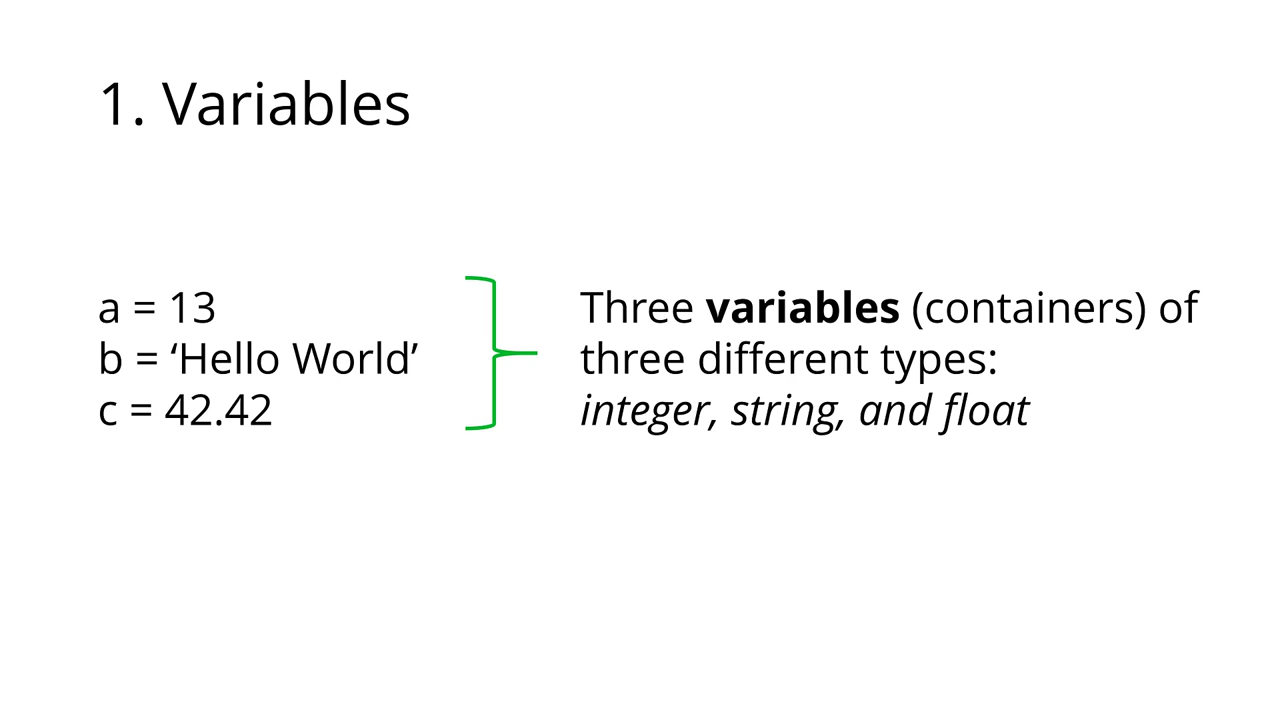 1. Variables
a = 13
b = ‘Hello World’
c = 42.42
Three variables (containers) of
three different types:
integer, string, and float